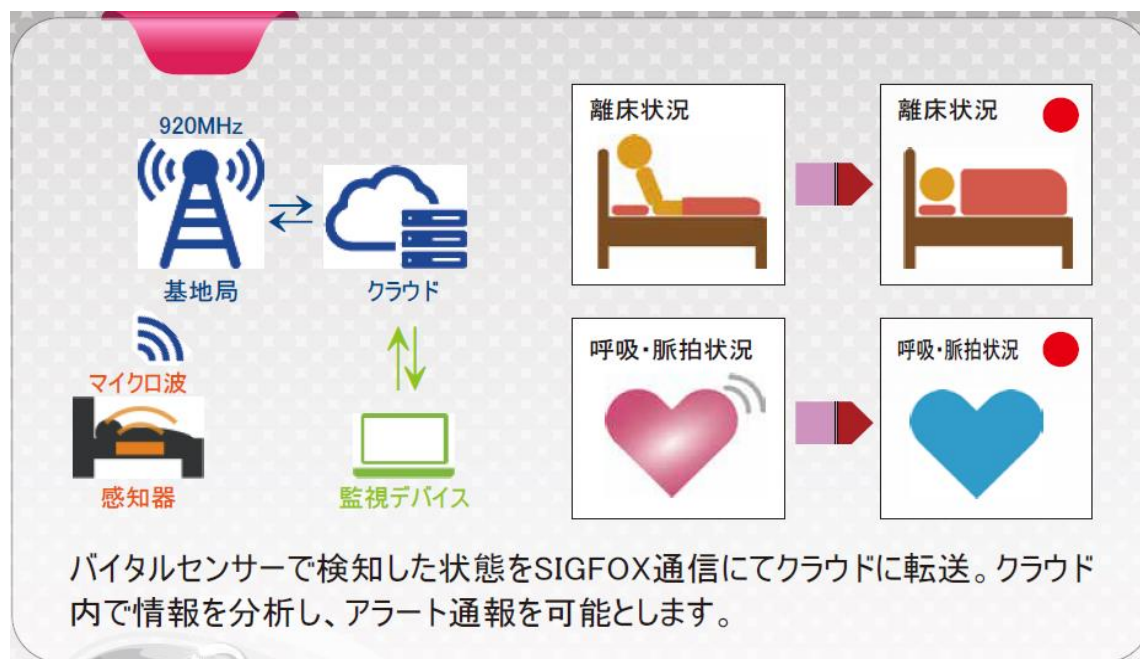 920MHz
基地局
クラウド
マイクロ波
感知器
監視デバイス
離床状況
離床状況
呼吸・脈拍状況
呼吸・脈拍状況
バイタルセンサーで検知した状態をSIGFOX通信にてクラウドに転送。クラウド
内で情報を分析し、アラート通報を可能とします。